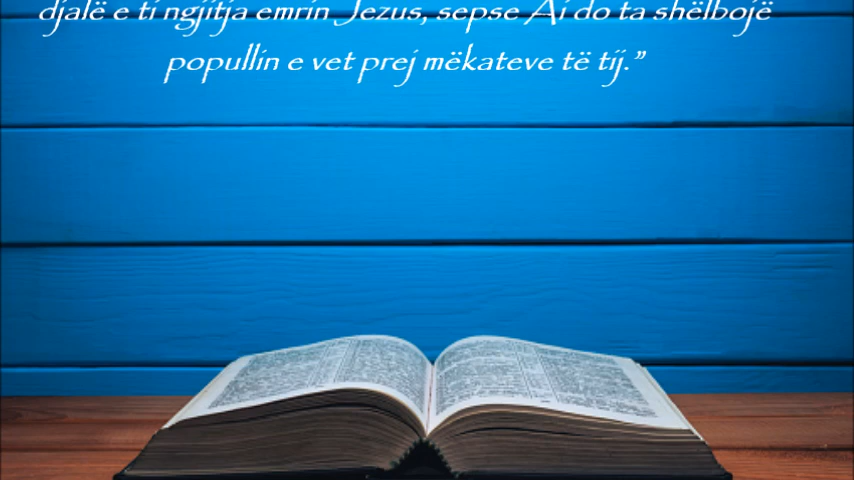 djalë e ti ngjitja emrin Jezus, sepse Ai do ta shëlbojë
popullin e vet prej mëkateve të tij.”